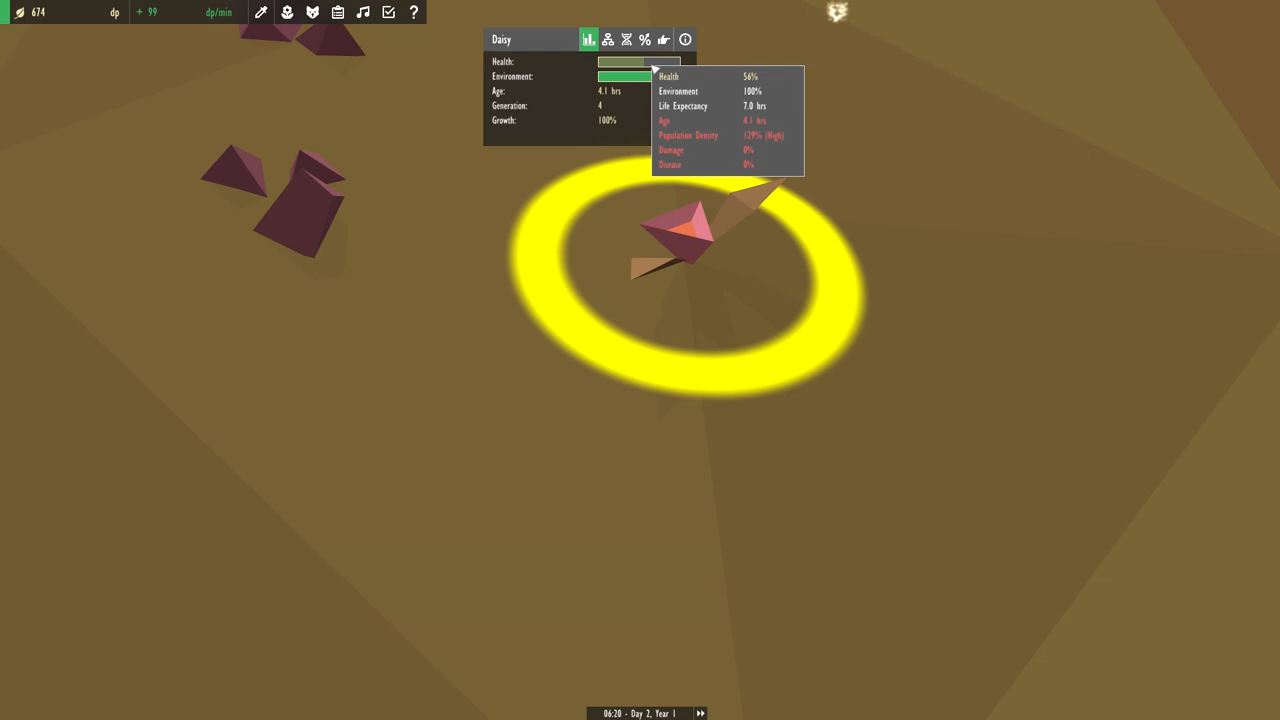 674 dp + 99 dp/min ?
Daisy
Health:
Environment:
Age: 4.1 hrs
Generation: 4
Growth: 100%
Health 56%
Environment 100%
Life Expectancy 7.0 hrs
Age 4.1 hrs
Population Density 129% (High)
Damage 0%
Disease 0%
06:20 - Day 2, Year 1